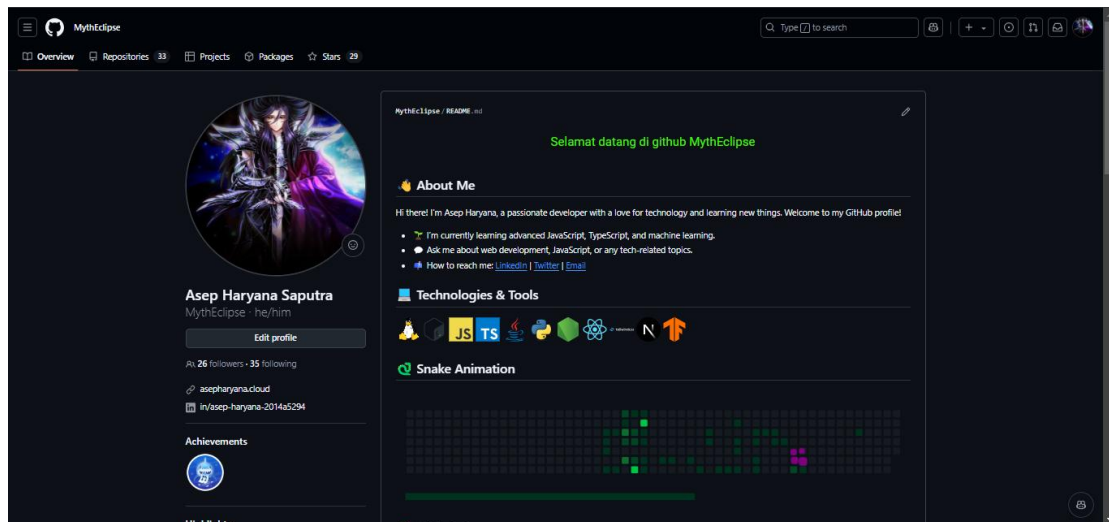 MythEclipse
Type / to search
Overview Repositories 33 Projects Packages Stars 29
MythEclipse / README.md
Selamat datang di github MythEclipse
👋 About Me
Hi there! I'm Asep Haryana, a passionate developer with a love for technology and learning new things. Welcome to my GitHub profile!
• 🌱 I'm currently learning advanced JavaScript, TypeScript, and machine learning.
• 💬 Ask me about web development, JavaScript, or any tech-related topics.
• 📫 How to reach me: LinkedIn | Twitter | Email
Asep Haryana Saputra
MythEclipse · he/him
Edit profile
26 followers · 35 following
asepharyana.cloud
in/asep-haryana-2014a5294
Achievements
💻 Technologies & Tools
JS TS N
🐍 Snake Animation